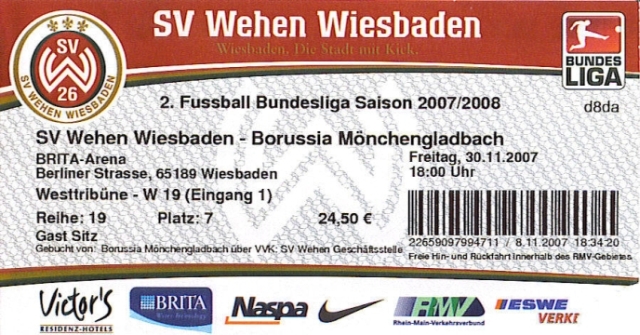 SV Wehen Wiesbaden
Wiesbaden. Die Stadt mit Kick.
SV
26
SV WEHEN WIESBADEN
BUNDES
LIGA
2. Fussball Bundesliga Saison 2007/2008
d8da
SV Wehen Wiesbaden - Borussia Mönchengladbach
BRITA-Arena
Freitag, 30.11.2007
Berliner Strasse, 65189 Wiesbaden
18:00 Uhr
Westtribüne - W 19 (Eingang 1)
Reihe: 19 Platz: 7 24,50 €
Gast Sitz
22659097994711 / 8.11.2007 18:34:20
Gebucht von: Borussia Mönchengladbach über VVK: SV Wehen Geschäftsstelle
Freie Hin- und Rückfahrt innerhalb des RMV-Gebietes
Victor's
RESIDENZ-HOTELS
BRITA
Naspa
RMV
Rhein-Main-Verkehrsverbund
ESWE
VERKE